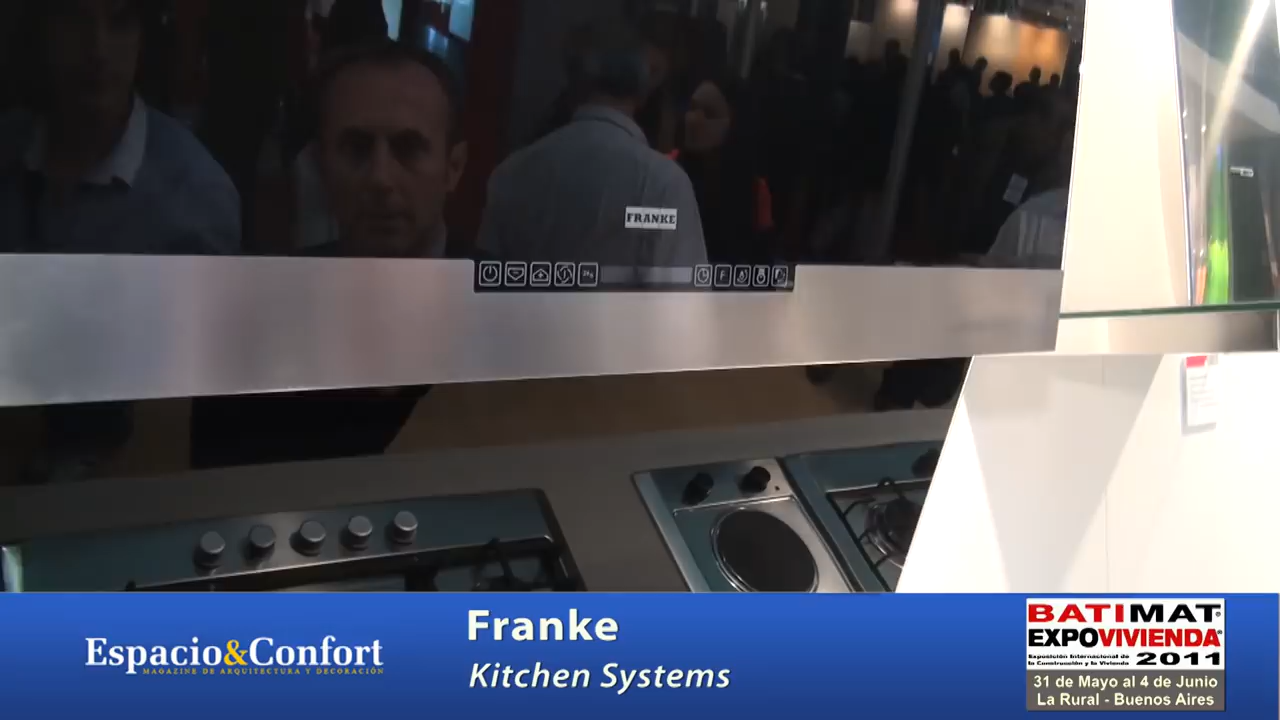 FRANKE
F
Espacio&Confort
MAGAZINE DE ARQUITECTURA Y DECORACIÓN
Franke
Kitchen Systems
BATIMAT
EXPOVIVIENDA
Exposición Internacional de
la Construcción y la Vivienda
2011
31 de Mayo al 4 de Junio
La Rural - Buenos Aires